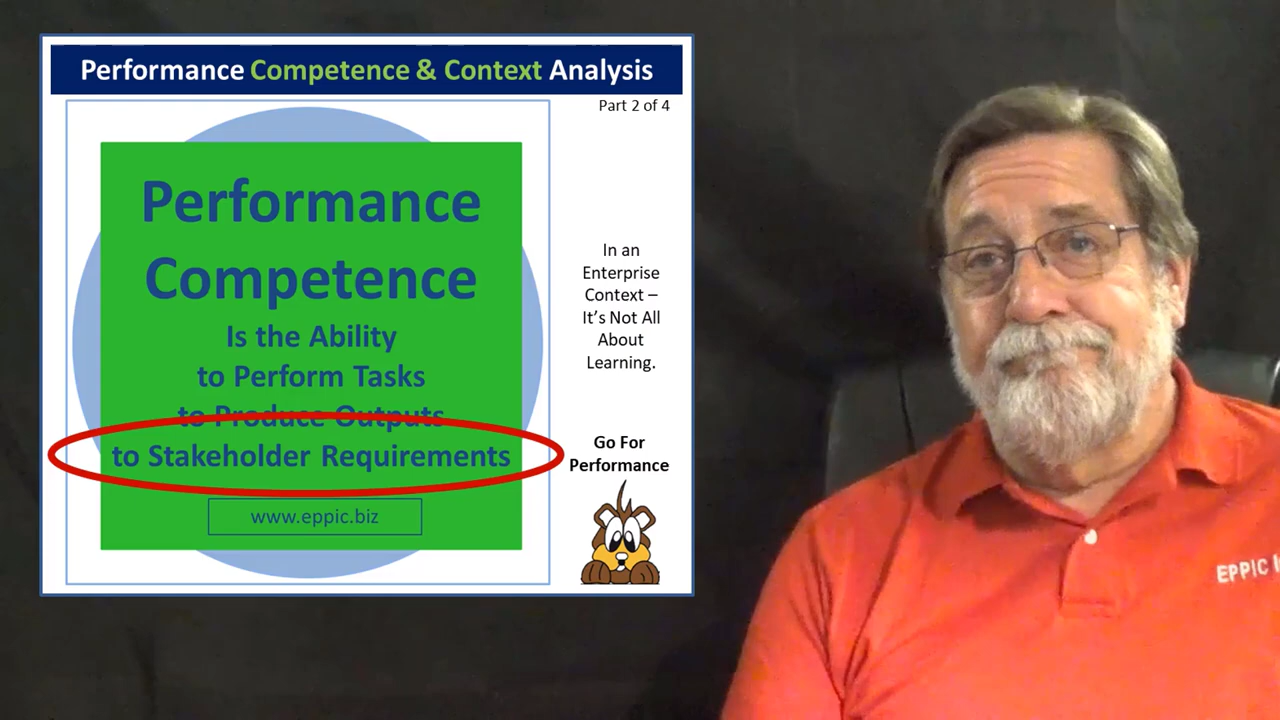 Performance Competence & Context Analysis
Part 2 of 4
Performance
Competence
Is the Ability
to Perform Tasks
to Produce Outputs
to Stakeholder Requirements
www.eppic.biz
In an
Enterprise
Context –
It's Not All
About
Learning.
Go For
Performance
EPPIC